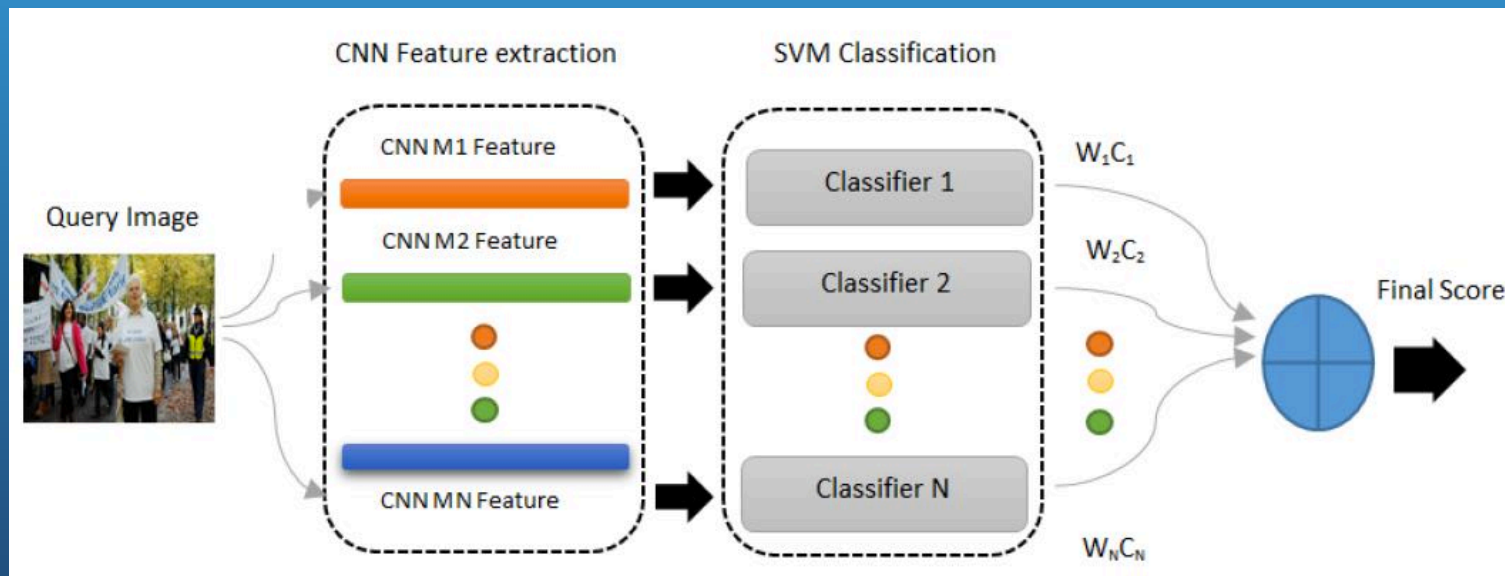 CNN Feature extraction
SVM Classification
CNN M1 Feature
Classifier 1
W₁C₁
Query Image
CNN M2 Feature
Classifier 2
W₂C₂
Final Score
CNN MN Feature
Classifier N
WₙCₙ